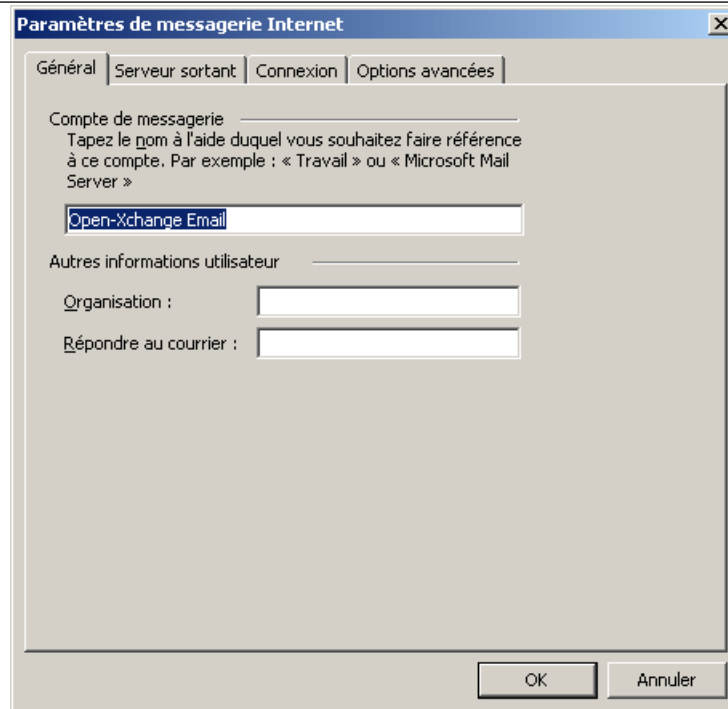 Paramètres de messagerie Internet
Général Serveur sortant Connexion Options avancées
Compte de messagerie
Tapez le nom à l'aide duquel vous souhaitez faire référence
à ce compte. Par exemple : « Travail » ou « Microsoft Mail
Server »
Open-Xchange Email
Autres informations utilisateur
Organisation :
Répondre au courrier :
OK Annuler